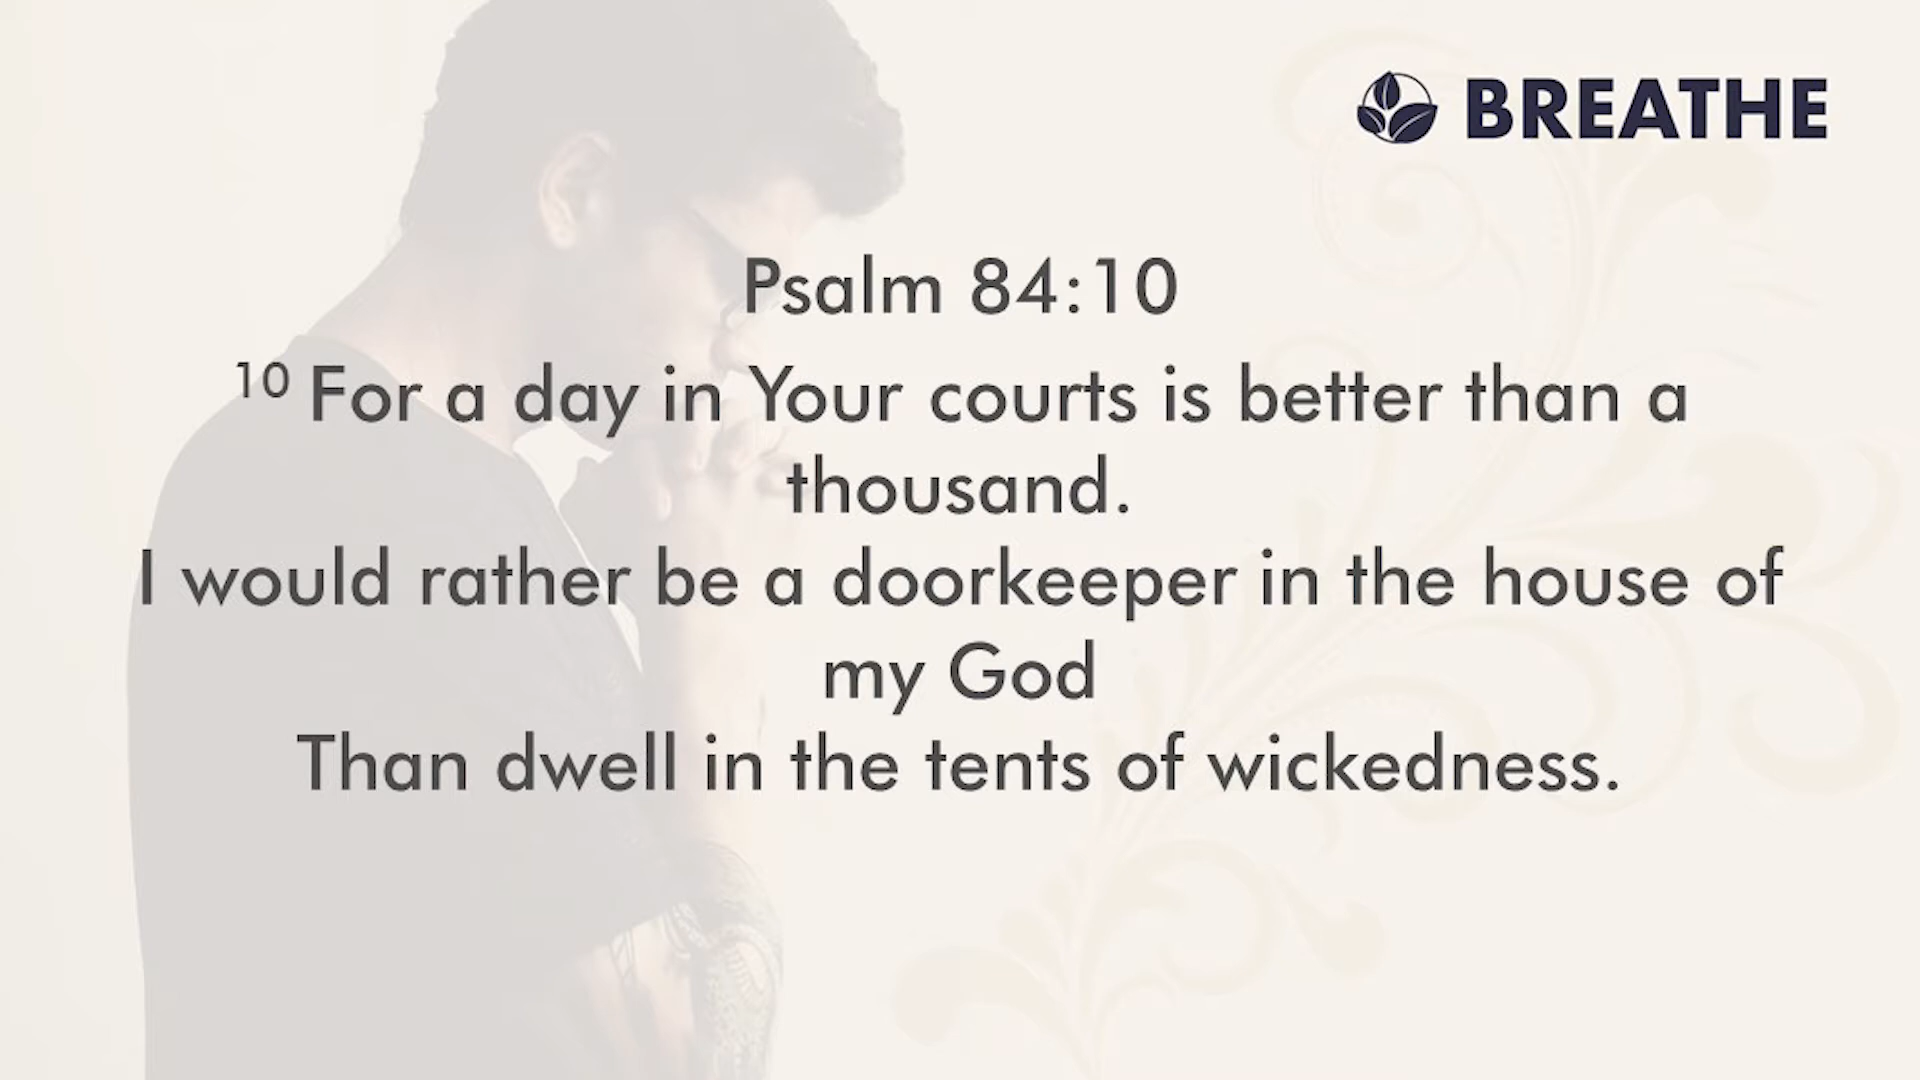 BREATHE
Psalm 84:10
10 For a day in Your courts is better than a
thousand.
I would rather be a doorkeeper in the house of
my God
Than dwell in the tents of wickedness.